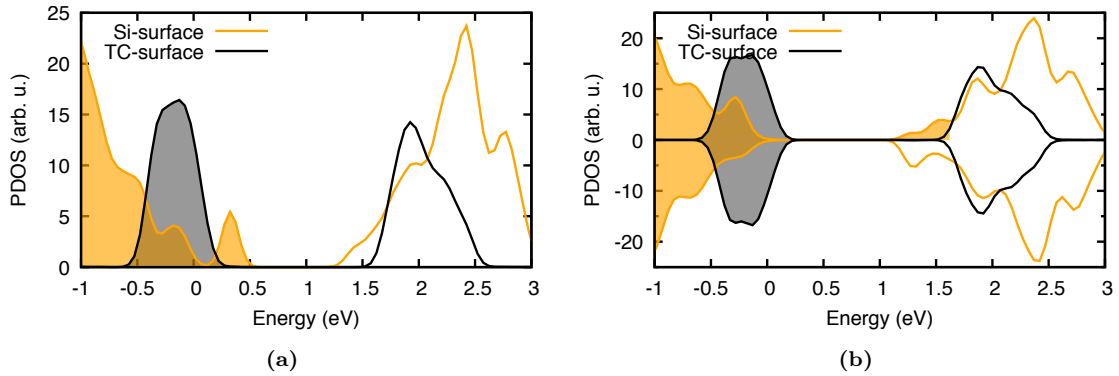 Si-surface
TC-surface
PDOS (arb. u.)
25
20
15
10
5
0
-1 -0.5 0 0.5 1 1.5 2 2.5 3
Energy (eV)
(a)
Si-surface
TC-surface
PDOS (arb. u.)
20
10
0
-10
-20
-1 -0.5 0 0.5 1 1.5 2 2.5 3
Energy (eV)
(b)